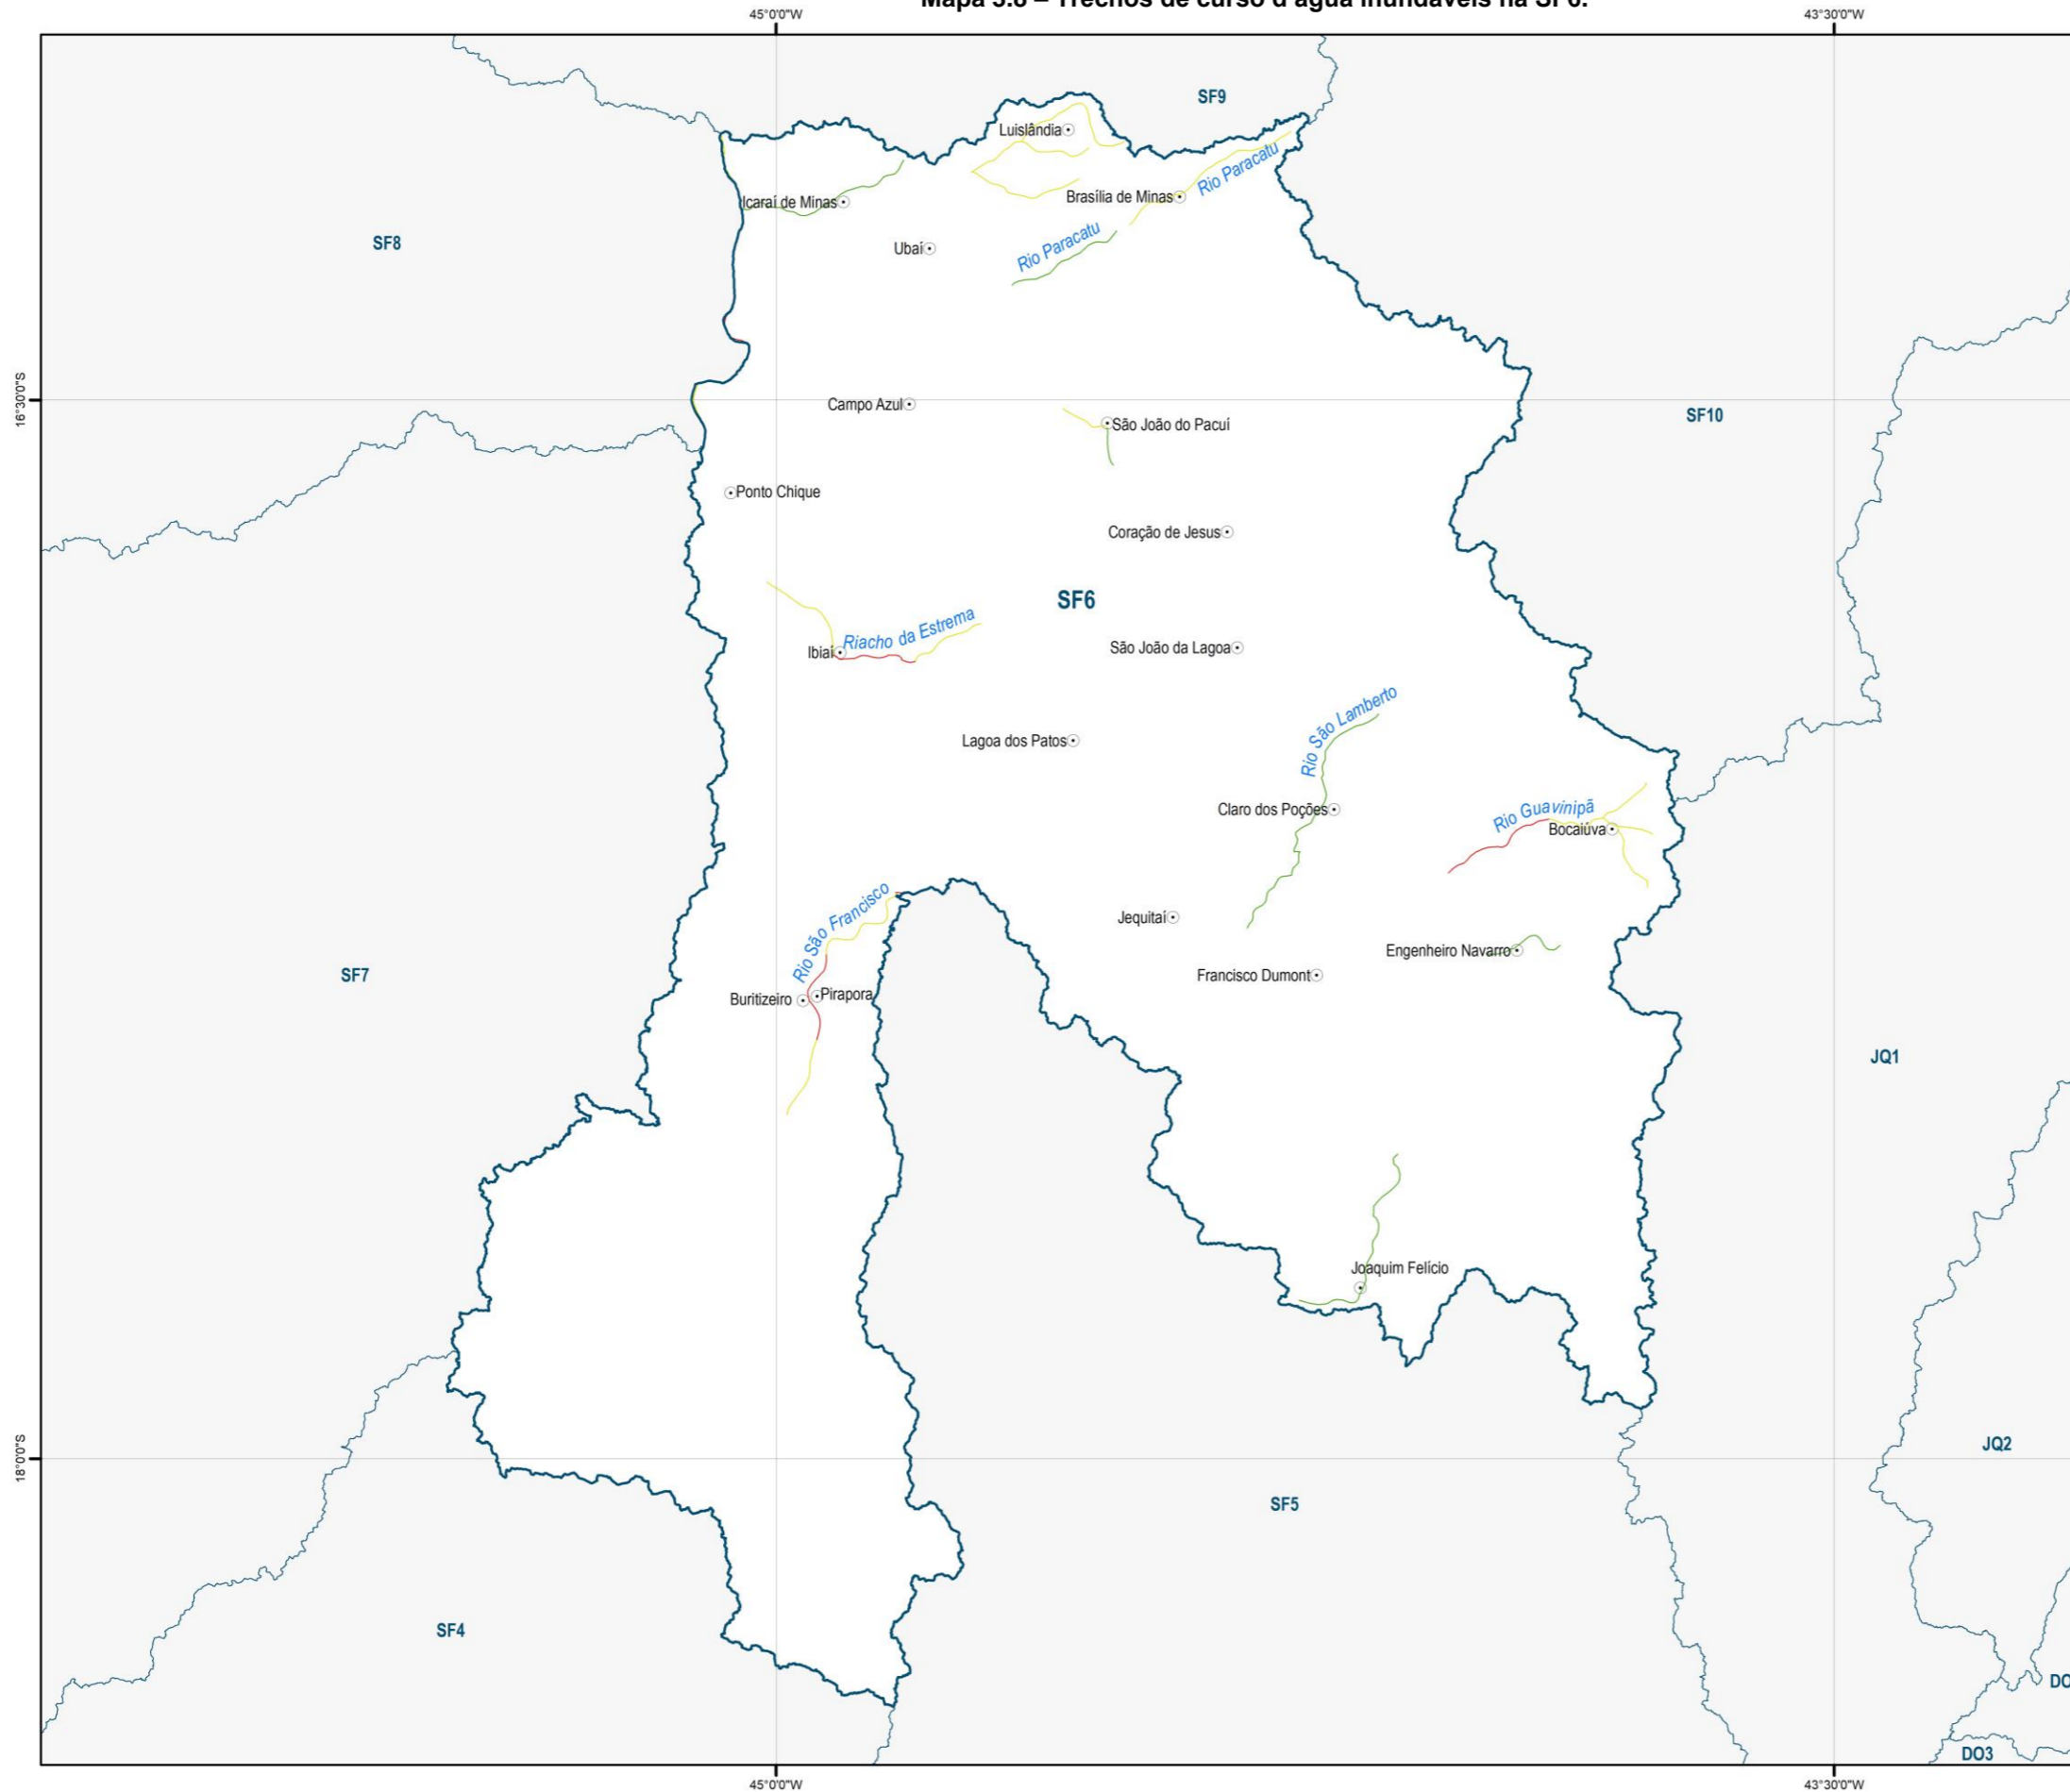 Mapa 3.8 – Trechos de curso d'água inundáveis na SF6.
45°0'0"W
43°30'0"W
SF9
Luislândia
Rio Paracatu
Brasília de Minas
Icaraí de Minas
SF8
Ubaí
Rio Paracatu
16°30'0"S
Campo Azul
SF10
São João do Pacuí
Ponto Chique
Coração de Jesus
SF6
Riacho da Estrema
Ibiaí
São João da Lagoa
Rio São Lamberto
Lagoa dos Patos
Claro dos Poções
Rio Guavinipã
Bocaiúva
Rio São Francisco
Jequitaí
Engenheiro Navarro
SF7
Francisco Dumont
Buritizeiro
Pirapora
JQ1
Joaquim Felício
JQ2
18°0'0"S
SF5
SF4
DO
DO3
45°0'0"W
43°30'0"W